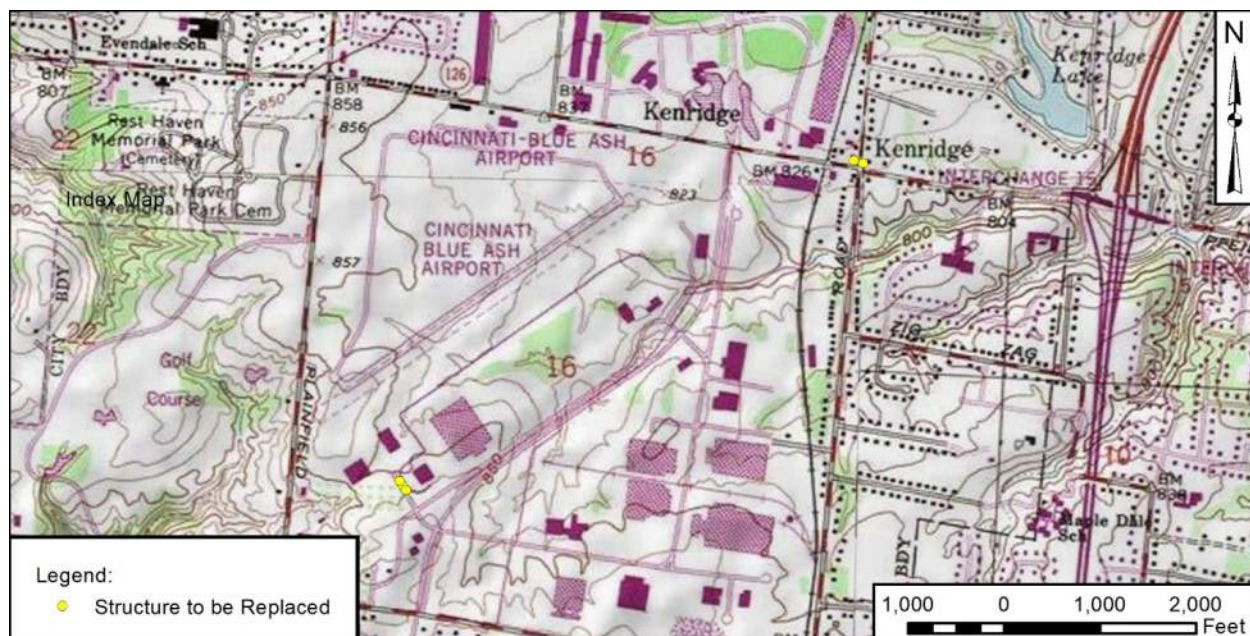 Evendale Sch
BM
807
850
BM
858
856
126
BM
837
Kenridge
Kenridge
Lake
N
22
Rest Haven
Memorial Park
(Cemetery)
CINCINNATI-BLUE ASH
AIRPORT
16
BM 826
Kenridge
INTERCHANGE 15
Index Map
Rest Haven
Memorial Park Cem
823
BM
804
800
CINCINNATI
BLUE ASH
AIRPORT
857
ROAD
CITY BDY
22
Golf
Course
PLAINFIELD
16
ZIG
ZAG
850
10
BM
838
Maple Dale
Sch
BDY
Legend:
Structure to be Replaced
1,000 0 1,000 2,000
Feet